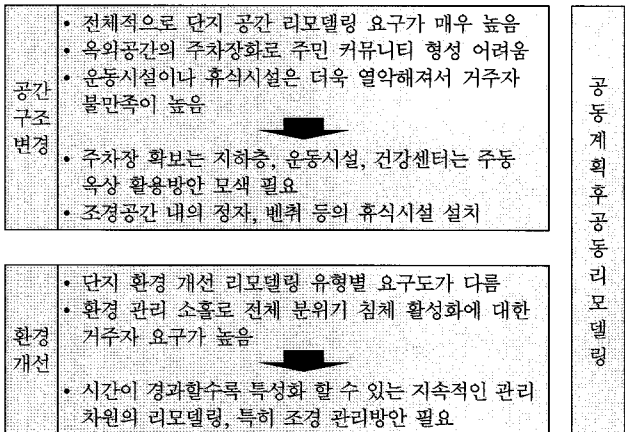 공간
구조
변경
• 전체적으로 단지 공간 리모델링 요구가 매우 높음
• 옥외공간의 주차장화로 주민 커뮤니티 형성 어려움
• 운동시설이나 휴식시설은 더욱 열악해져서 거주자
불만족이 높음
• 주차장 확보는 지하층, 운동시설, 건강센터는 주동
옥상 활용방안 모색 필요
• 조경공간 내의 정자, 벤취 등의 휴식시설 설치
환경
개선
• 단지 환경 개선 리모델링 유형별 요구도가 다름
• 환경 관리 소홀로 전체 분위기 침체 활성화에 대한
거주자 요구가 높음
• 시간이 경과할수록 특성화 할 수 있는 지속적인 관리
차원의 리모델링, 특히 조경 관리방안 필요
공
동
계
획
후
공
동
리
모
델
링